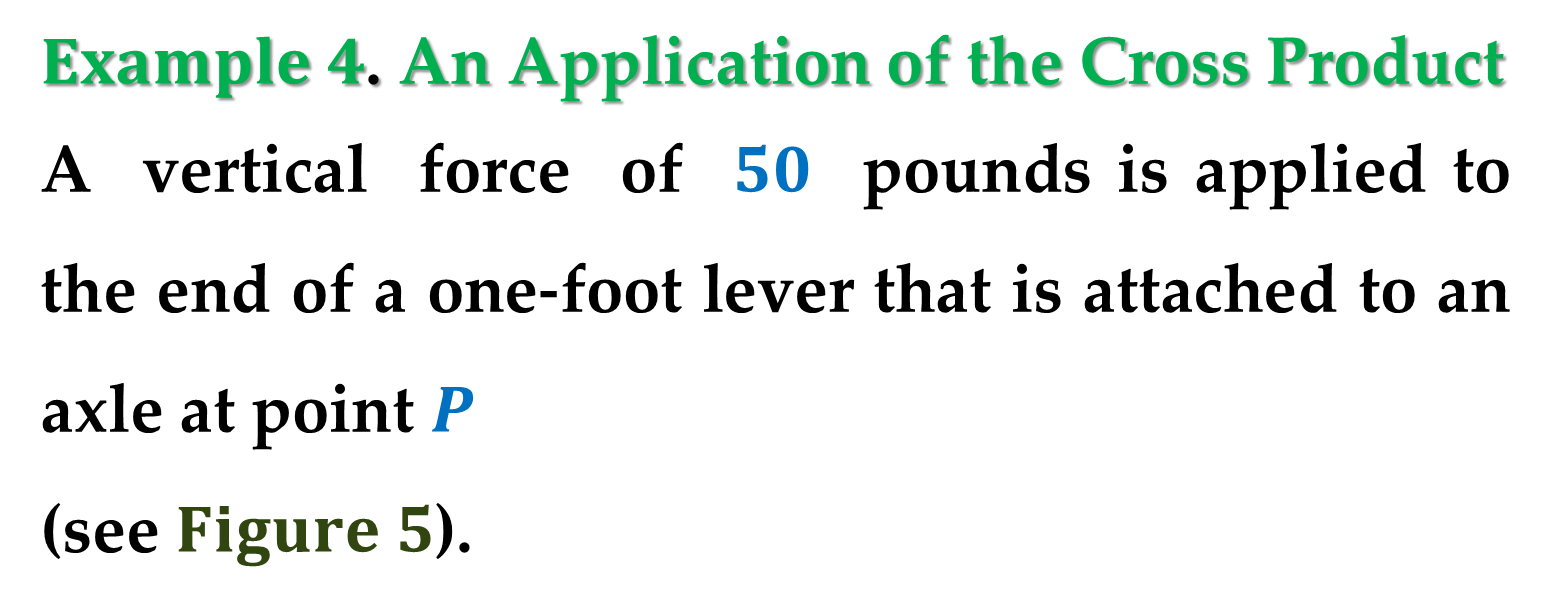 Example 4. An Application of the Cross Product
A vertical force of 50 pounds is applied to
the end of a one-foot lever that is attached to an
axle at point P
(see Figure 5).